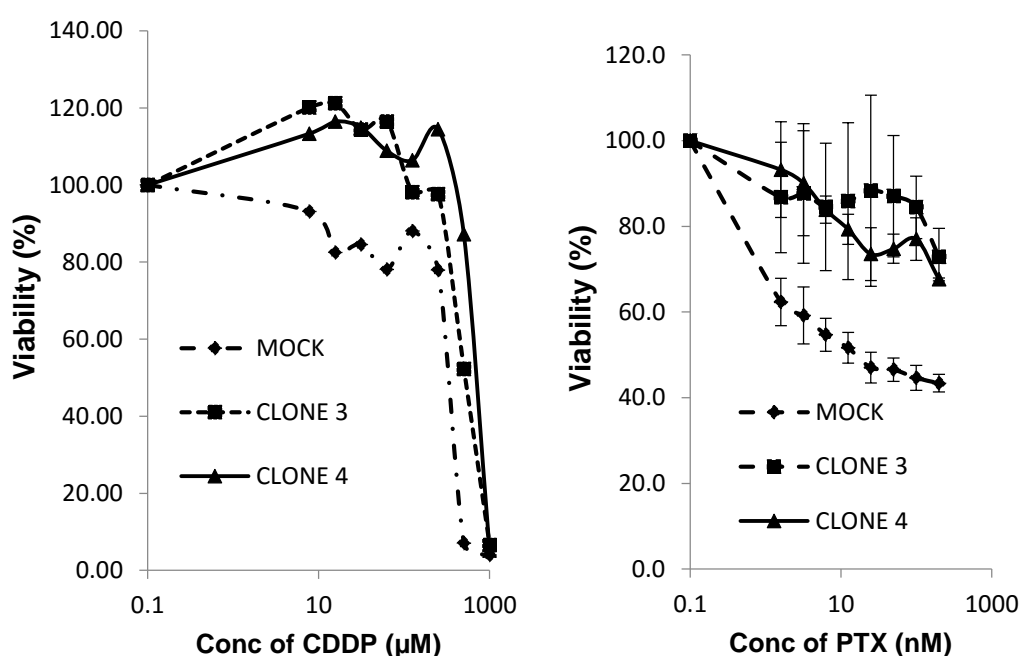 140.00
120.00
100.00
80.00
60.00
40.00
20.00
0.00
0.1
10
1000
Viability (%)
Conc of CDDP (µM)
MOCK
CLONE 3
CLONE 4
120.0
100.0
80.0
60.0
40.0
20.0
0.0
0.1
10
1000
Viability (%)
Conc of PTX (nM)
MOCK
CLONE 3
CLONE 4